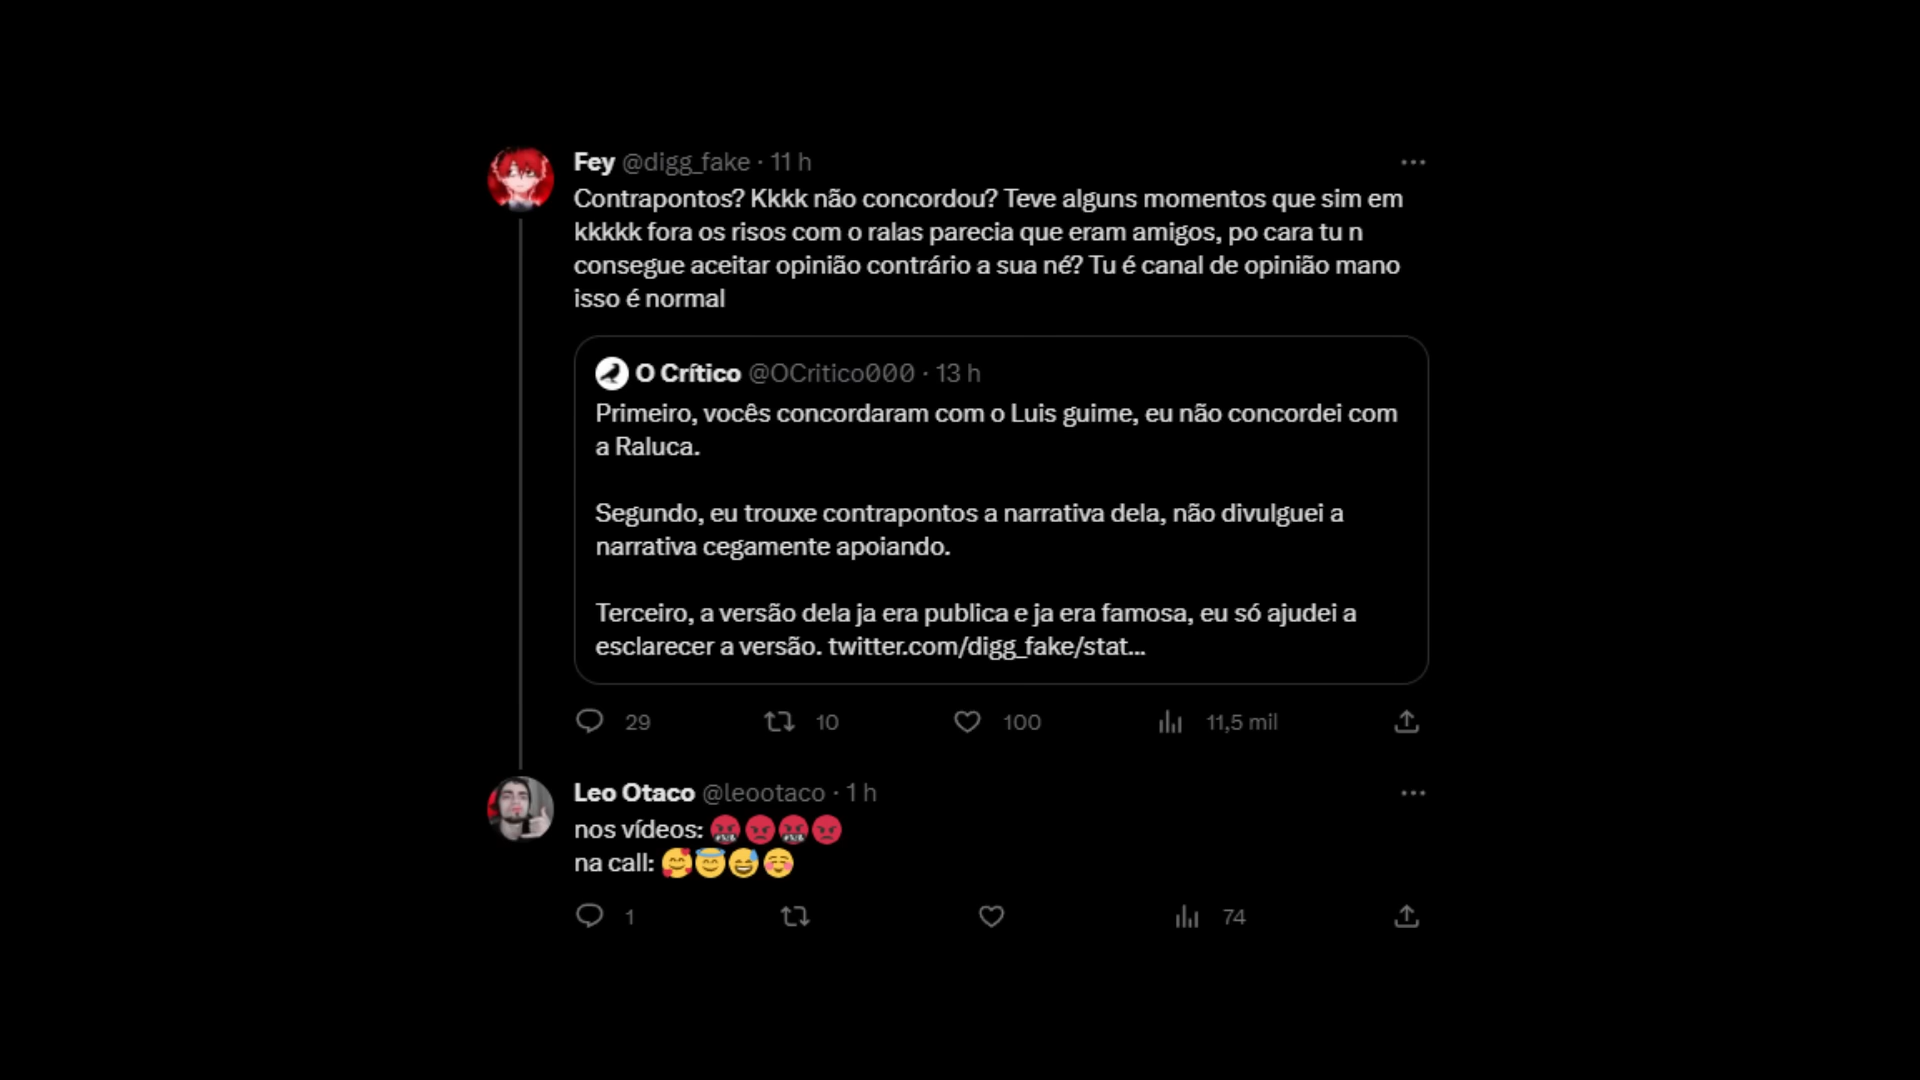 Fey @digg_fake · 11 h
Contrapontos? Kkkk não concordou? Teve alguns momentos que sim em
kkkkk fora os risos com o ralas parecia que eram amigos, po cara tu n
consegue aceitar opinião contrário a sua né? Tu é canal de opinião mano
isso é normal
O Crítico @OCritico000 · 13 h
Primeiro, vocês concordaram com o Luis guime, eu não concordei com
a Raluca.
Segundo, eu trouxe contrapontos a narrativa dela, não divulguei a
narrativa cegamente apoiando.
Terceiro, a versão dela ja era publica e ja era famosa, eu só ajudei a
esclarecer a versão. twitter.com/digg_fake/stat...
29 10 100 11,5 mil
Leo Otaco @leootaco · 1 h
nos vídeos: 🤬😡🤬😡
na call: 🥰😇😅☺️
1 74